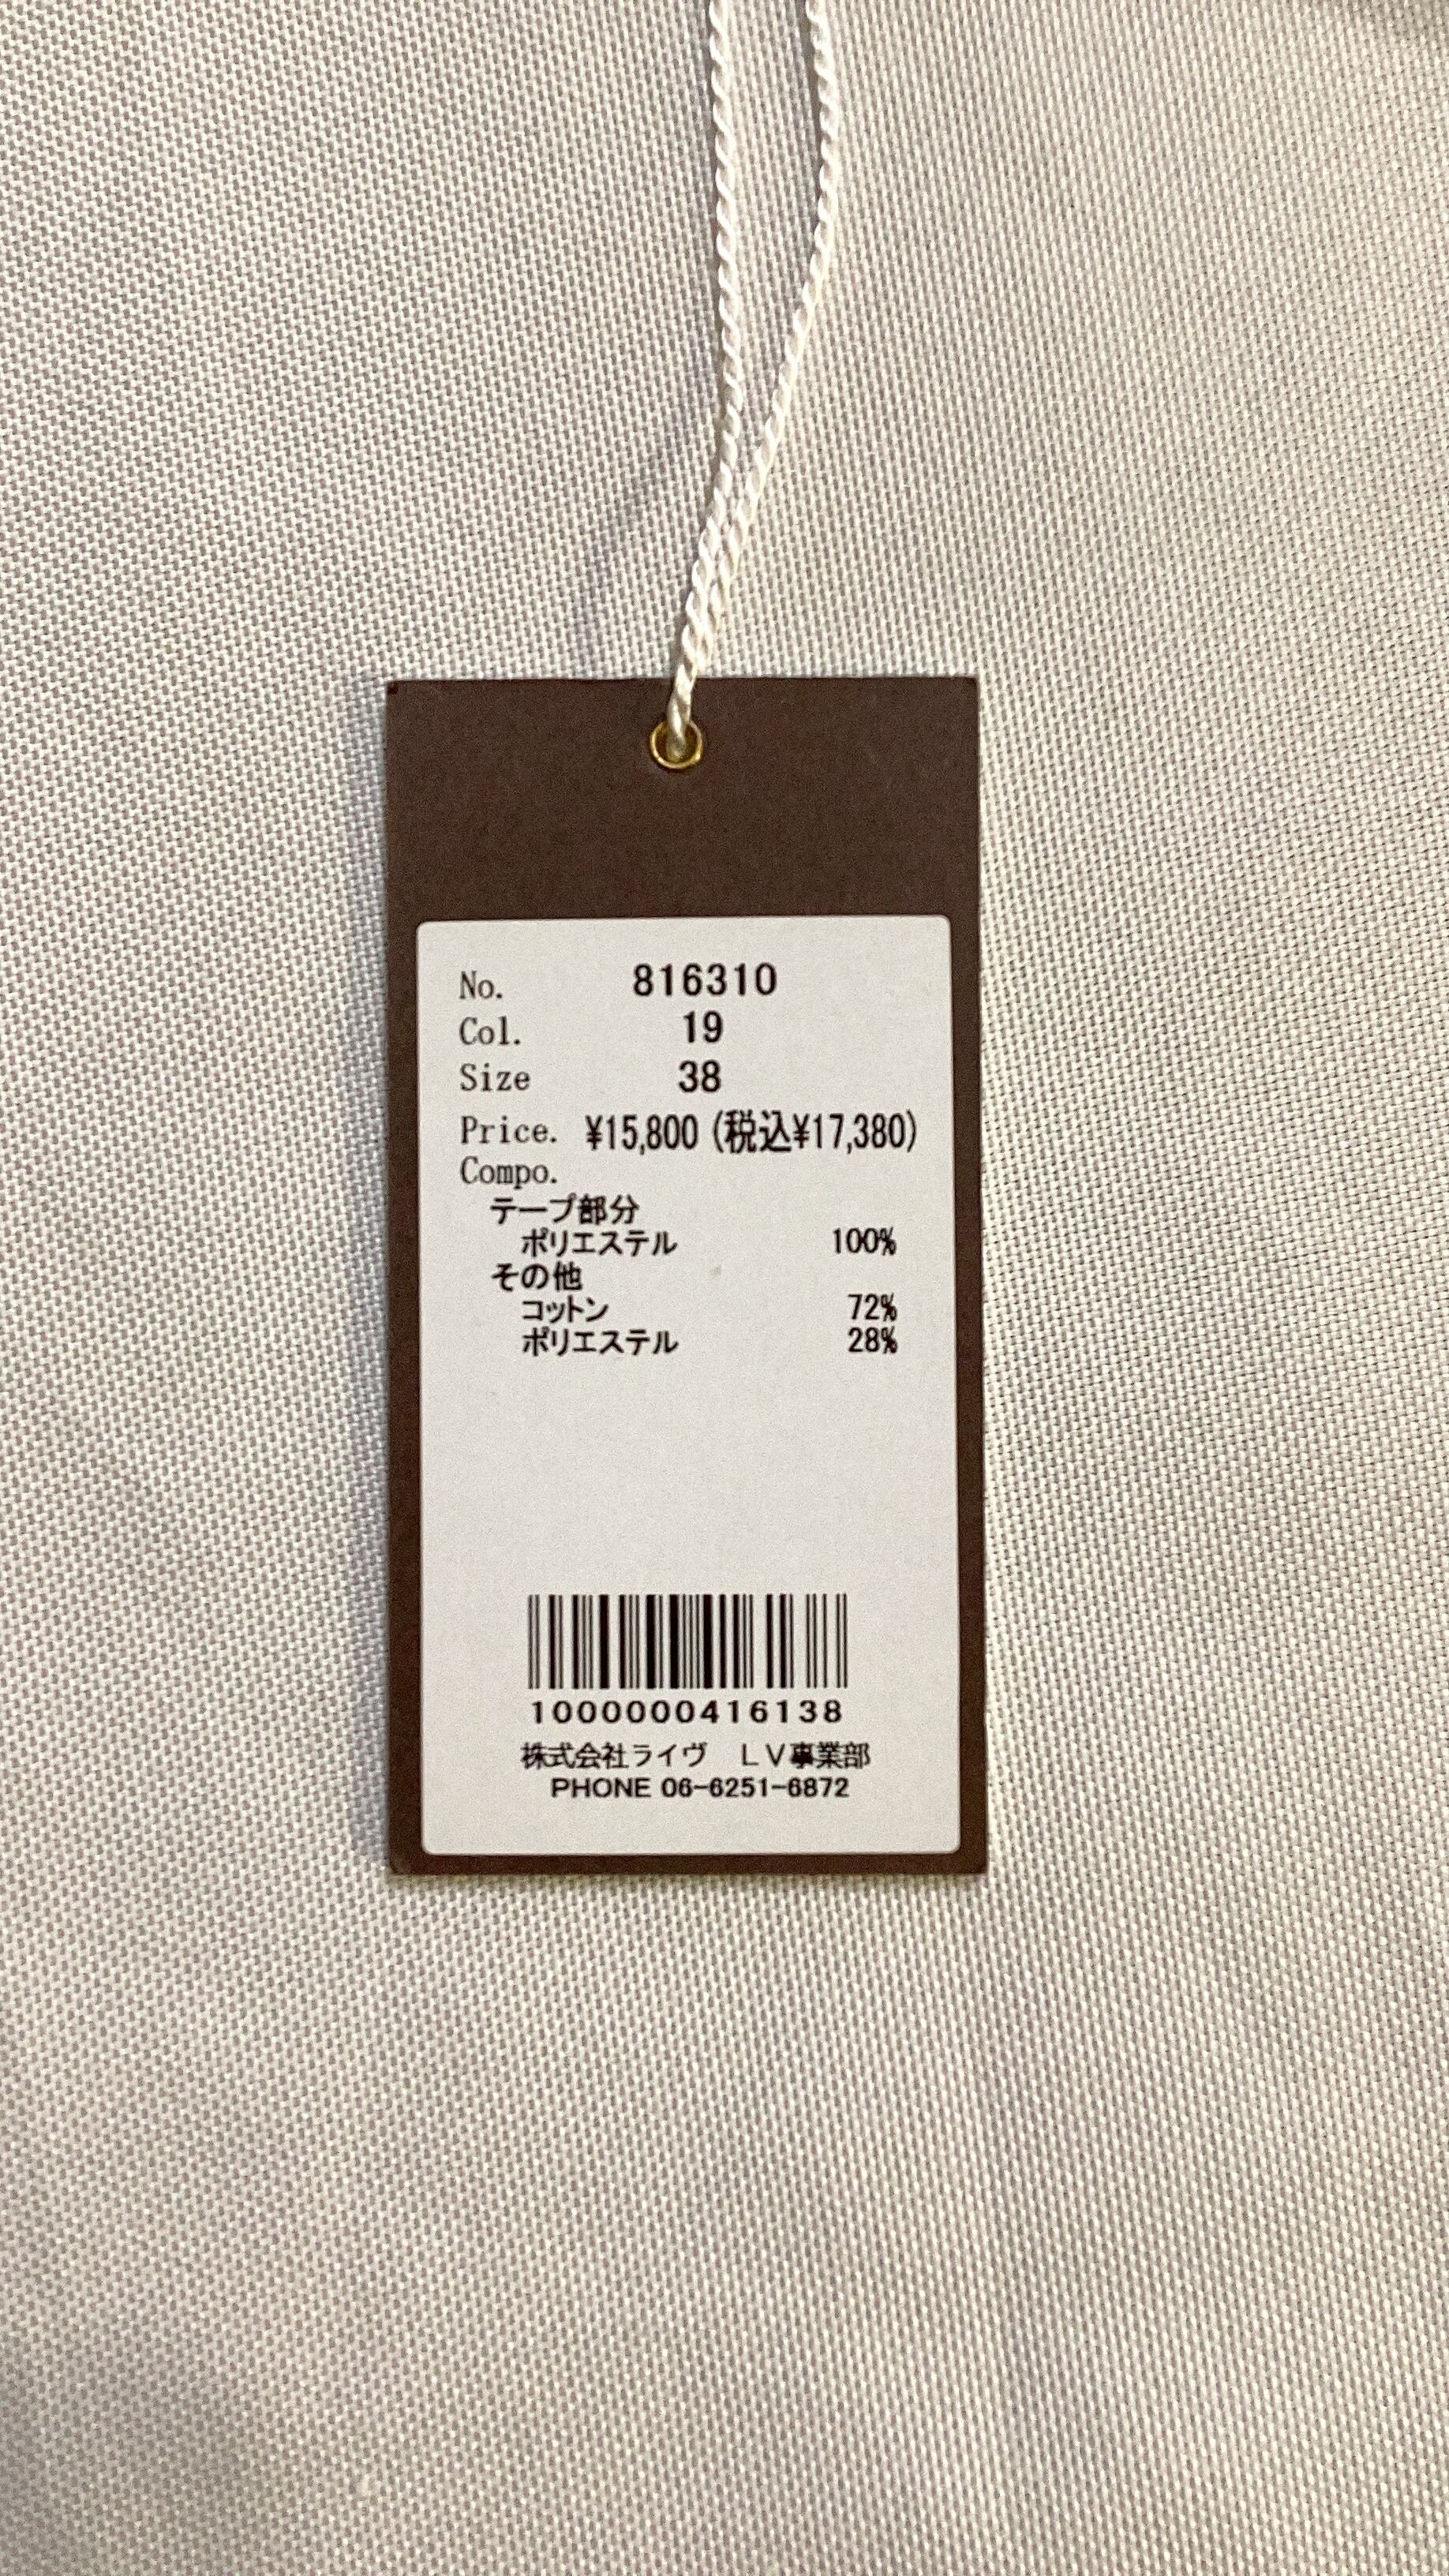 No. 816310
Col. 19
Size 38
Price. ¥15,800 (税込¥17,380)
Compo.
テープ部分
ポリエステル 100%
その他
コットン 72%
ポリエステル 28%
1000000416138
株式会社ライヴ　ＬＶ事業部
PHONE 06-6251-6872